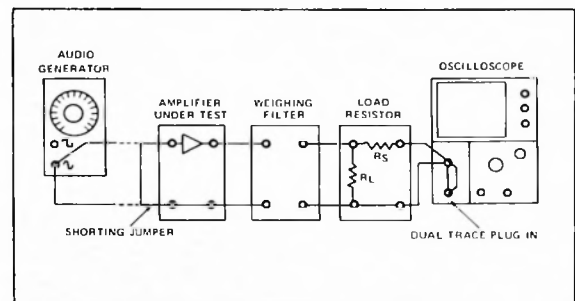 AUDIO
GENERATOR
AMPLIFIER
UNDER TEST
WEIGHING
FILTER
LOAD
RESISTOR
OSCILLOSCOPE
RS
RL
SHORTING JUMPER
DUAL TRACE PLUG IN